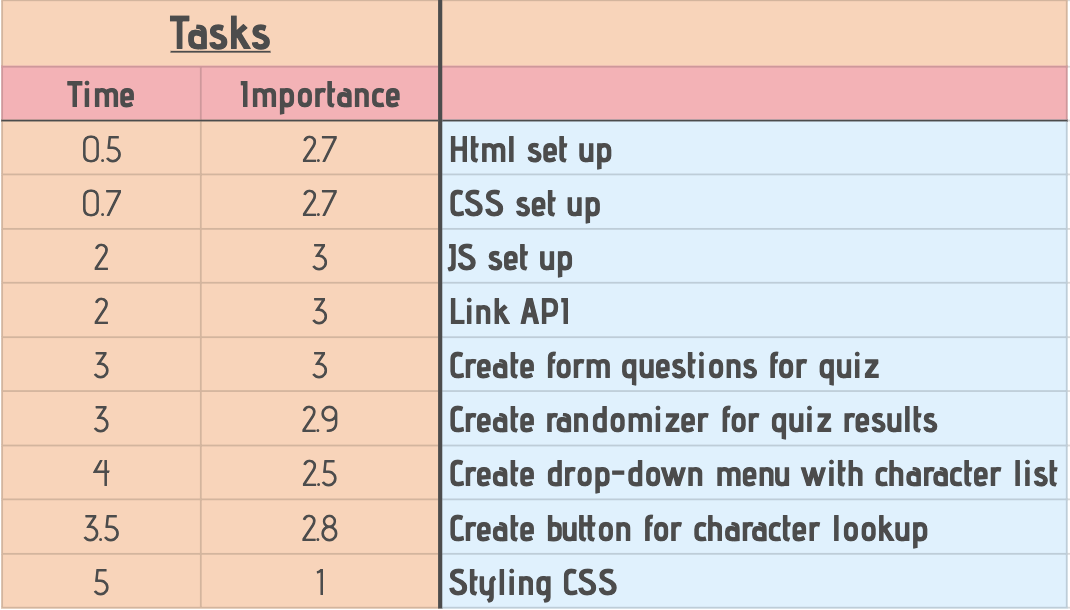 Tasks
Time Importance
0.5 2.7 Html set up
0.7 2.7 CSS set up
2 3 JS set up
2 3 Link API
3 3 Create form questions for quiz
3 2.9 Create randomizer for quiz results
4 2.5 Create drop-down menu with character list
3.5 2.8 Create button for character lookup
5 1 Styling CSS